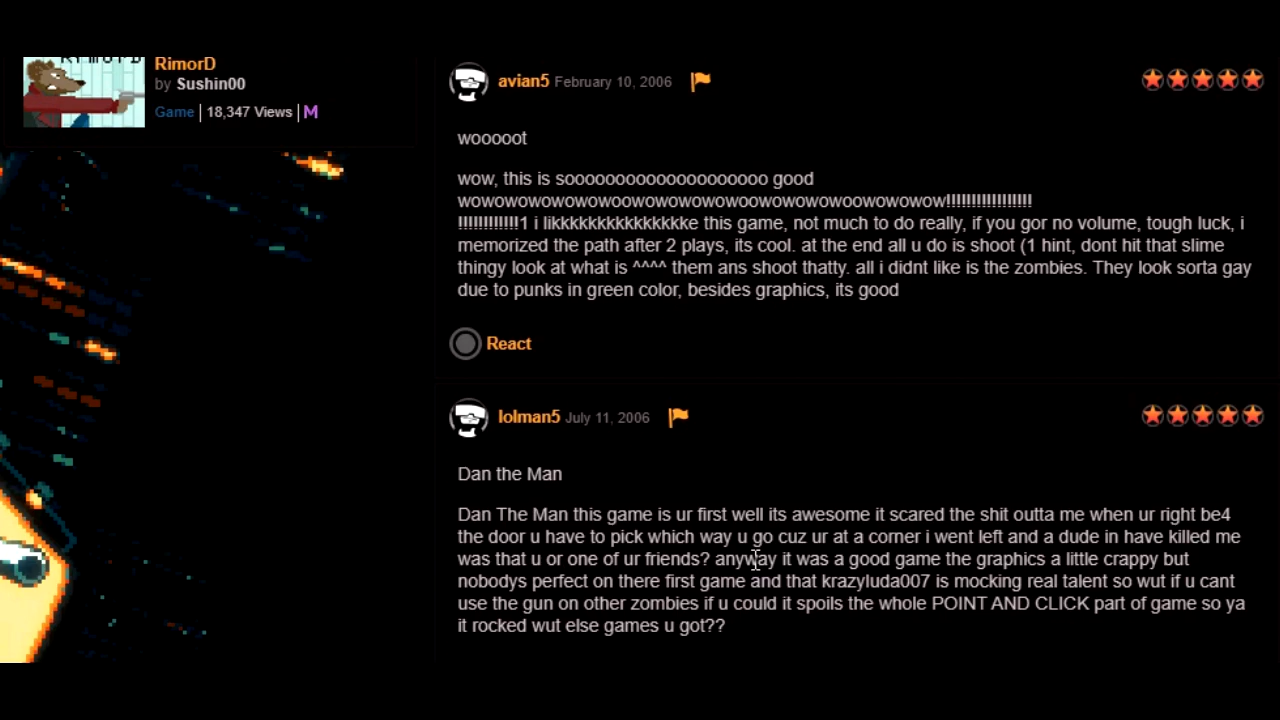 RimorD
by Sushin00
Game | 18,347 Views | M
avian5 February 10, 2006
wooooot
wow, this is soooooooooooooooooooo good
wowowowowowowoowowowowowowoowowowowoowowowow!!!!!!!!!!!!!!!!!
!!!!!!!!!!!!1 i likkkkkkkkkkkkkkke this game, not much to do really, if you gor no volume, tough luck, i
memorized the path after 2 plays, its cool. at the end all u do is shoot (1 hint, dont hit that slime
thingy look at what is ^^^^ them ans shoot thatty. all i didnt like is the zombies. They look sorta gay
due to punks in green color, besides graphics, its good
React
lolman5 July 11, 2006
Dan the Man
Dan The Man this game is ur first well its awesome it scared the shit outta me when ur right be4
the door u have to pick which way u go cuz ur at a corner i went left and a dude in have killed me
was that u or one of ur friends? anyway it was a good game the graphics a little crappy but
nobodys perfect on there first game and that krazyluda007 is mocking real talent so wut if u cant
use the gun on other zombies if u could it spoils the whole POINT AND CLICK part of game so ya
it rocked wut else games u got??